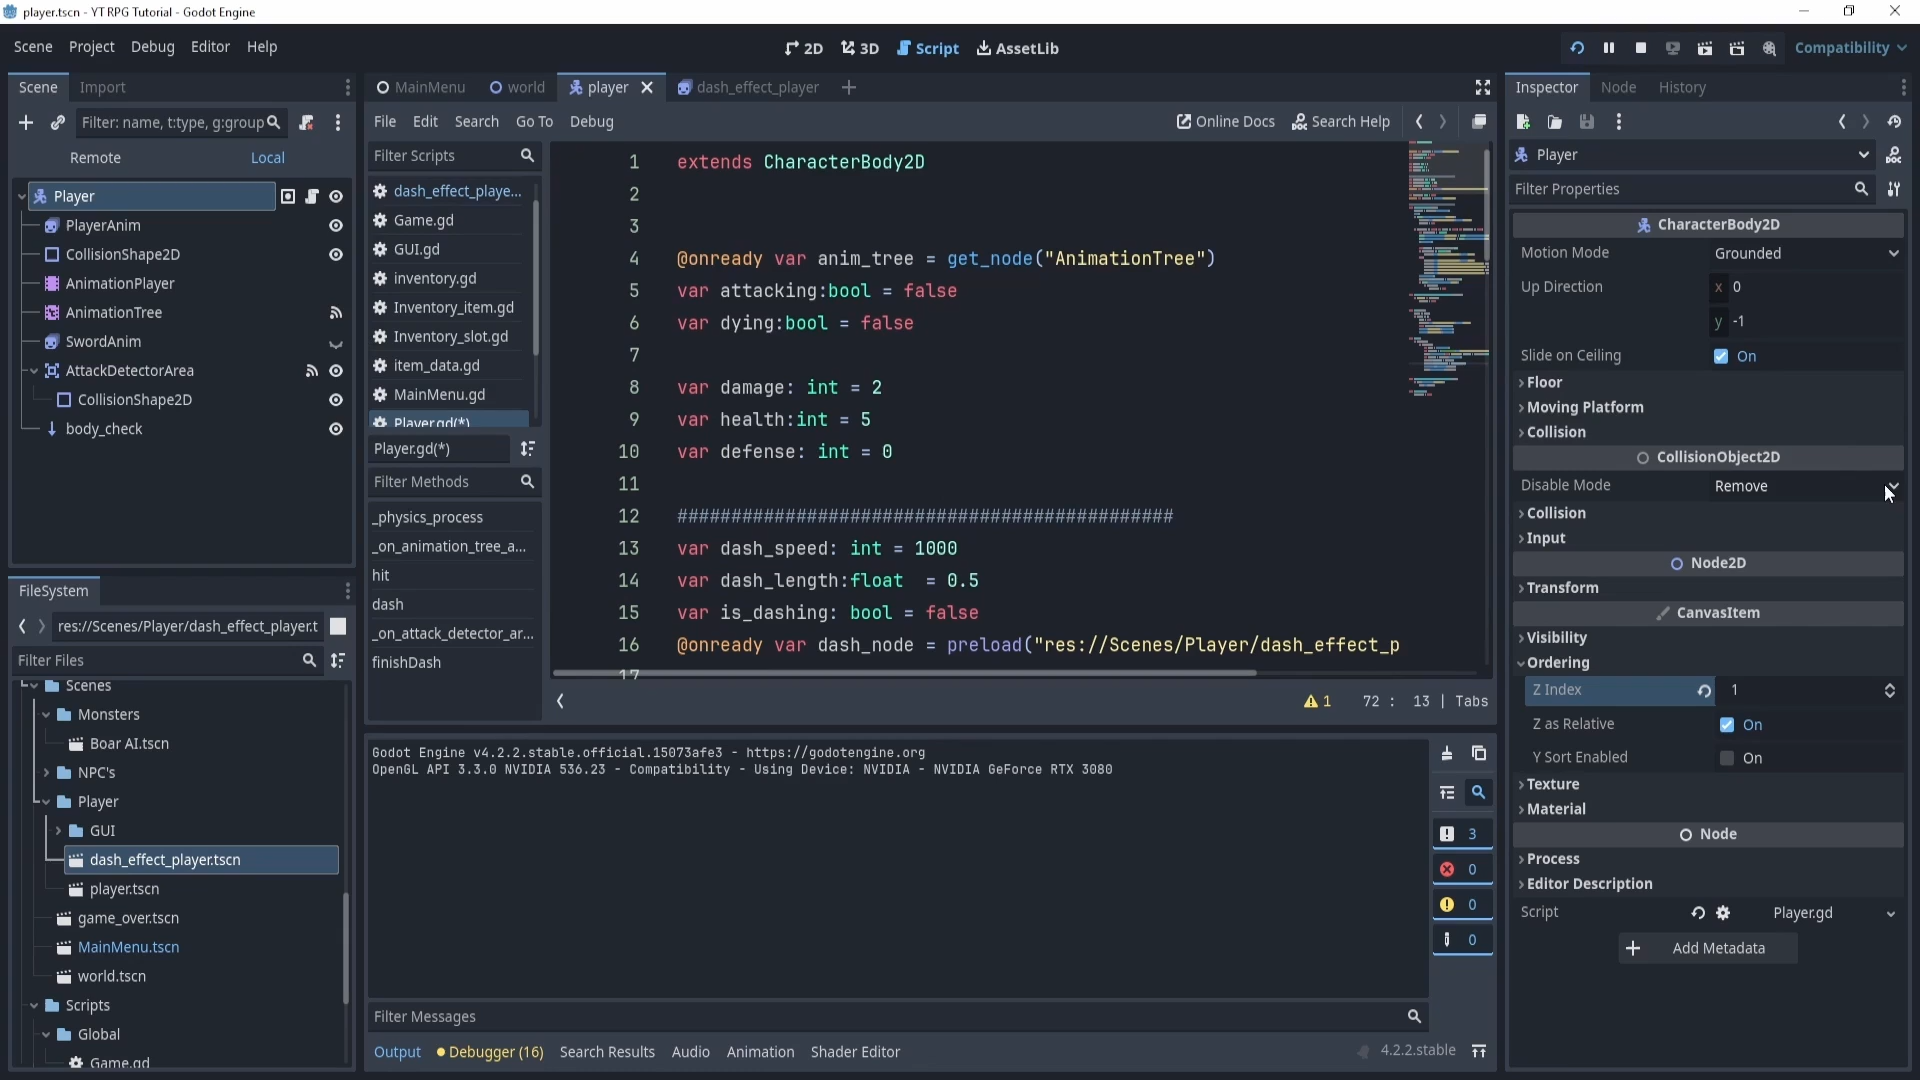 player.tscn - YT RPG Tutorial - Godot Engine
Scene Project Debug Editor Help
2D 3D Script AssetLib
Compatibility
Scene Import
Filter: name, t:type, g:group
Remote Local
Player
PlayerAnim
CollisionShape2D
AnimationPlayer
AnimationTree
SwordAnim
AttackDetectorArea
CollisionShape2D
body_check
FileSystem
res://Scenes/Player/dash_effect_player.t
Filter Files
Scenes
Monsters
Boar AI.tscn
NPC's
Player
GUI
dash_effect_player.tscn
player.tscn
game_over.tscn
MainMenu.tscn
world.tscn
Scripts
Global
Game.gd
MainMenu world player dash_effect_player
File Edit Search Go To Debug
Online Docs Search Help
Filter Scripts
dash_effect_playe...
Game.gd
GUI.gd
inventory.gd
Inventory_item.gd
Inventory_slot.gd
item_data.gd
MainMenu.gd
Player.gd(*)
Player.gd(*)
Filter Methods
_physics_process
_on_animation_tree_a...
hit
dash
_on_attack_detector_ar...
finishDash
1 extends CharacterBody2D
2
3
4 @onready var anim_tree = get_node("AnimationTree")
5 var attacking:bool = false
6 var dying:bool = false
7
8 var damage: int = 2
9 var health:int = 5
10 var defense: int = 0
11
12 ##############################################
13 var dash_speed: int = 1000
14 var dash_length:float  = 0.5
15 var is_dashing: bool = false
16 @onready var dash_node = preload("res://Scenes/Player/dash_effect_p
17
1 72 : 13 | Tabs
Godot Engine v4.2.2.stable.official.15073afe3 - https://godotengine.org
OpenGL API 3.3.0 NVIDIA 536.23 - Compatibility - Using Device: NVIDIA - NVIDIA GeForce RTX 3080
3
0
0
0
Filter Messages
Output Debugger (16) Search Results Audio Animation Shader Editor
4.2.2.stable
Inspector Node History
Player
Filter Properties
CharacterBody2D
Motion Mode Grounded
Up Direction x 0
y -1
Slide on Ceiling On
Floor
Moving Platform
Collision
CollisionObject2D
Disable Mode Remove
Collision
Input
Node2D
Transform
CanvasItem
Visibility
Ordering
Z Index 1
Z as Relative On
Y Sort Enabled On
Texture
Material
Node
Process
Editor Description
Script Player.gd
Add Metadata